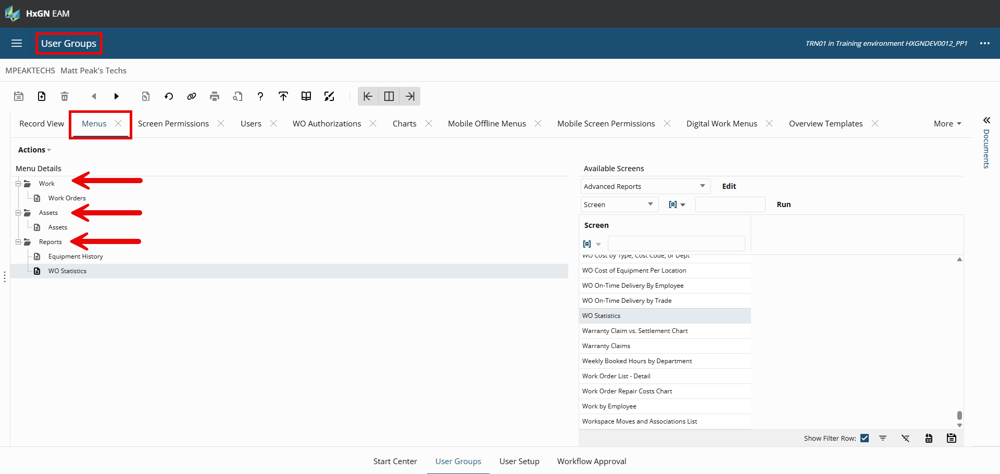 HxGN EAM
User Groups
TRN01 in Training environment HXGNDEV0012_PP1
MPEAKTECHS Matt Peak's Techs
Record View Menus Screen Permissions Users WO Authorizations Charts Mobile Offline Menus Mobile Screen Permissions Digital Work Menus Overview Templates More
Documents
Actions
Menu Details
Work
Work Orders
Assets
Assets
Reports
Equipment History
WO Statistics
Available Screens
Advanced Reports Edit
Screen Run
Screen
WO Cost by Type, Cost Code, or Dept
WO Cost of Equipment Per Location
WO On-Time Delivery By Employee
WO On-Time Delivery by Trade
WO Statistics
Warranty Claim vs. Settlement Chart
Warranty Claims
Weekly Booked Hours by Department
Work Order List - Detail
Work Order Repair Costs Chart
Work by Employee
Workspace Moves and Associations List
Show Filter Row:
Start Center User Groups User Setup Workflow Approval